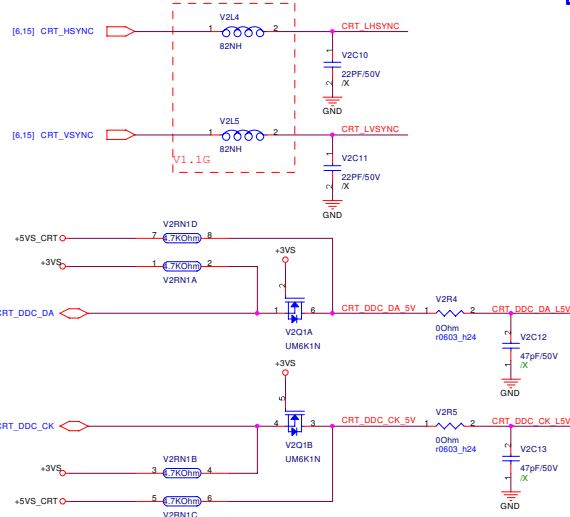 V2L4
[6,15] CRT_HSYNC
1
2
CRT_LHSYNC
82NH
1
V2C10
22PF/50V
2
/X
GND
V2L5
[6,15] CRT_VSYNC
1
2
CRT_LVSYNC
82NH
1
V2C11
V1.1G
22PF/50V
2
/X
GND
V2RN1D
+5VS_CRT
7
4.7KOhm
8
+3VS
+3VS
1
4.7KOhm
2
V2RN1A
2
CRT_DDC_DA
1
6
CRT_DDC_DA_5V
1
V2R4
2
CRT_DDC_DA_L5V
V2Q1A
UM6K1N
0Ohm
r0603_h24
2
V2C12
47pF/50V
1
/X
GND
+3VS
5
CRT_DDC_CK
4
3
CRT_DDC_CK_5V
1
V2R5
2
CRT_DDC_CK_L5V
V2Q1B
UM6K1N
0Ohm
r0603_h24
2
V2C13
47pF/50V
1
/X
GND
V2RN1B
+3VS
3
4.7KOhm
4
+5VS_CRT
5
4.7KOhm
6
V2RN1C